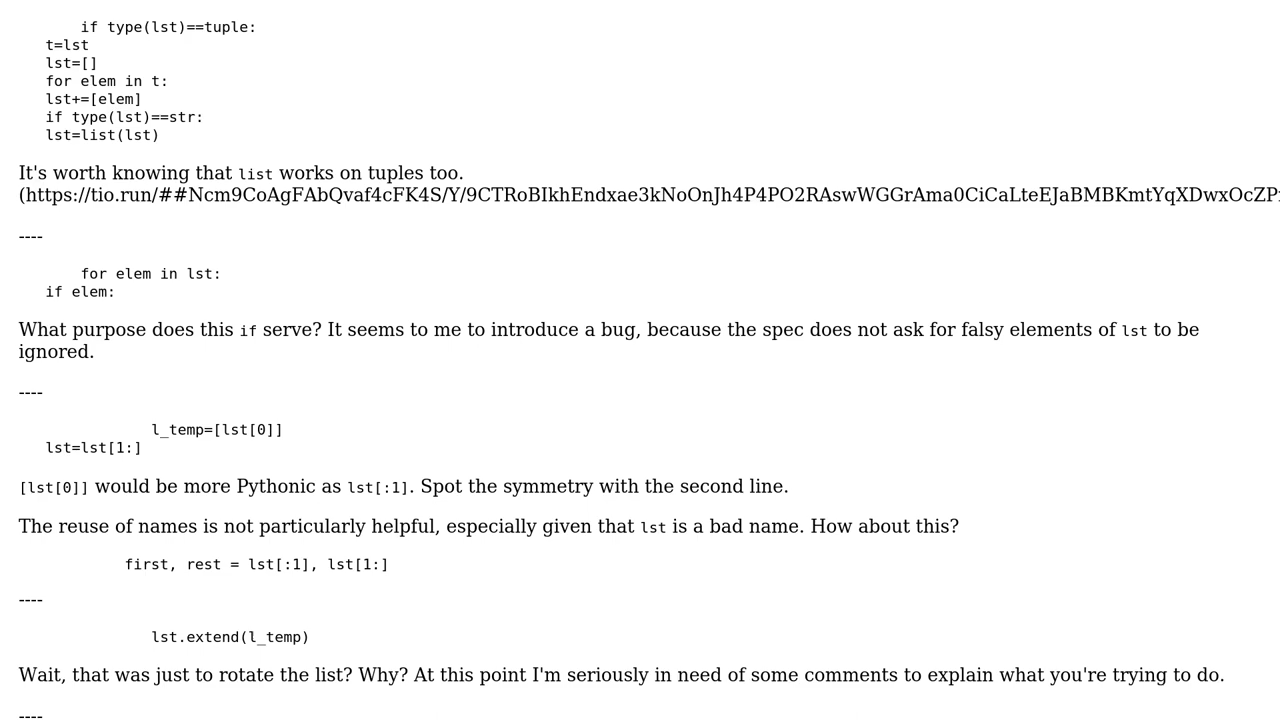 if type(lst)==tuple:
t=lst
lst=[]
for elem in t:
lst+=[elem]
if type(lst)==str:
lst=list(lst)
It's worth knowing that list works on tuples too.
(https://tio.run/##Ncm9CoAgFAbQvaf4cFK4S/Y/9CTRoBIkhEndxae3kNoOnJh4P4PO2RAswWGGrAma0CiCaLteEJaBMBKmtYqXDwxOcZP
----
for elem in lst:
if elem:
What purpose does this if serve? It seems to me to introduce a bug, because the spec does not ask for falsy elements of lst to be
ignored.
----
l_temp=[lst[0]]
lst=lst[1:]
[lst[0]] would be more Pythonic as lst[:1]. Spot the symmetry with the second line.
The reuse of names is not particularly helpful, especially given that lst is a bad name. How about this?
first, rest = lst[:1], lst[1:]
----
lst.extend(l_temp)
Wait, that was just to rotate the list? Why? At this point I'm seriously in need of some comments to explain what you're trying to do.
----